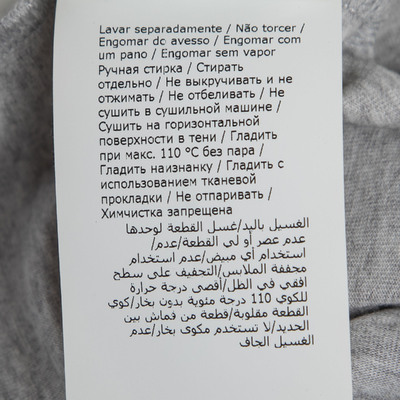 Lavar separadamente / Não torcer /
Engomar do avesso / Engomar com
um pano / Engomar sem vapor
Ручная стирка / Стирать
отдельно / Не выкручивать и не
отжимать / Не отбеливать / Не
сушить в сушильной машине /
Сушить на горизонтальной
поверхности в тени / Гладить
при макс. 110 °C без пара /
Гладить наизнанку / Гладить с
использованием тканевой
прокладки / Не отпаривать /
Химчистка запрещена
الغسيل باليد/غسل القطعة لوحدها
/عدم عصر أو لي القطعة/عدم
استخدام أي مبيض/عدم استخدام
مجففة الملابس/التجفيف على سطح
افقي في الظل/أقصى درجة حرارة
للكوي 110 درجة مئوية بدون بخار/كوي
القطعة مقلوبة/قطعة من قماش بين
الحديد/لا تستخدم مكوى بخار/عدم
الغسيل الجاف